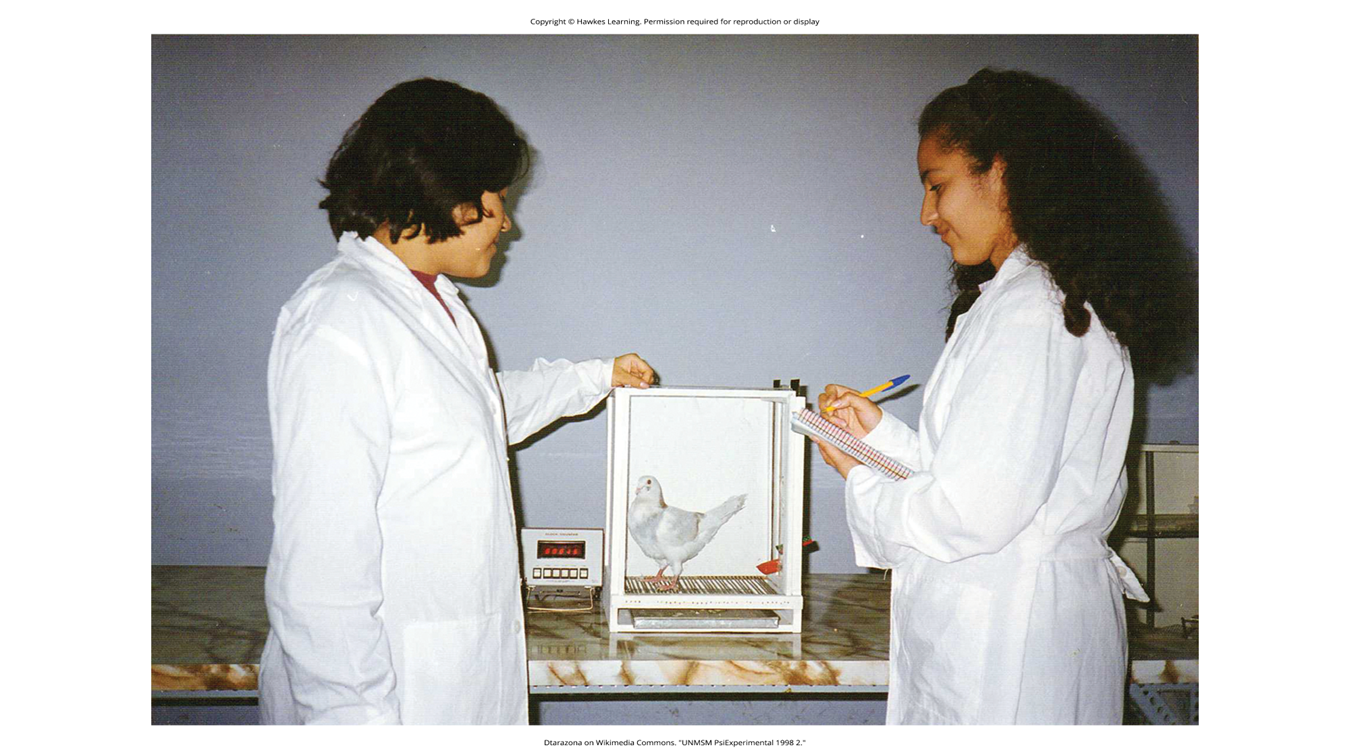 Copyright © Hawkes Learning. Permission required for reproduction or display
Dtarazona on Wikimedia Commons. "UNMSM PsiExperimental 1998 2."